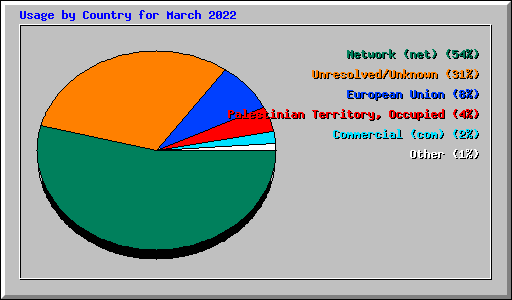 Usage by Country for March 2022
Network (net) (54%)
Unresolved/Unknown (31%)
European Union (8%)
Palestinian Territory, Occupied (4%)
Commercial (com) (2%)
Other (1%)